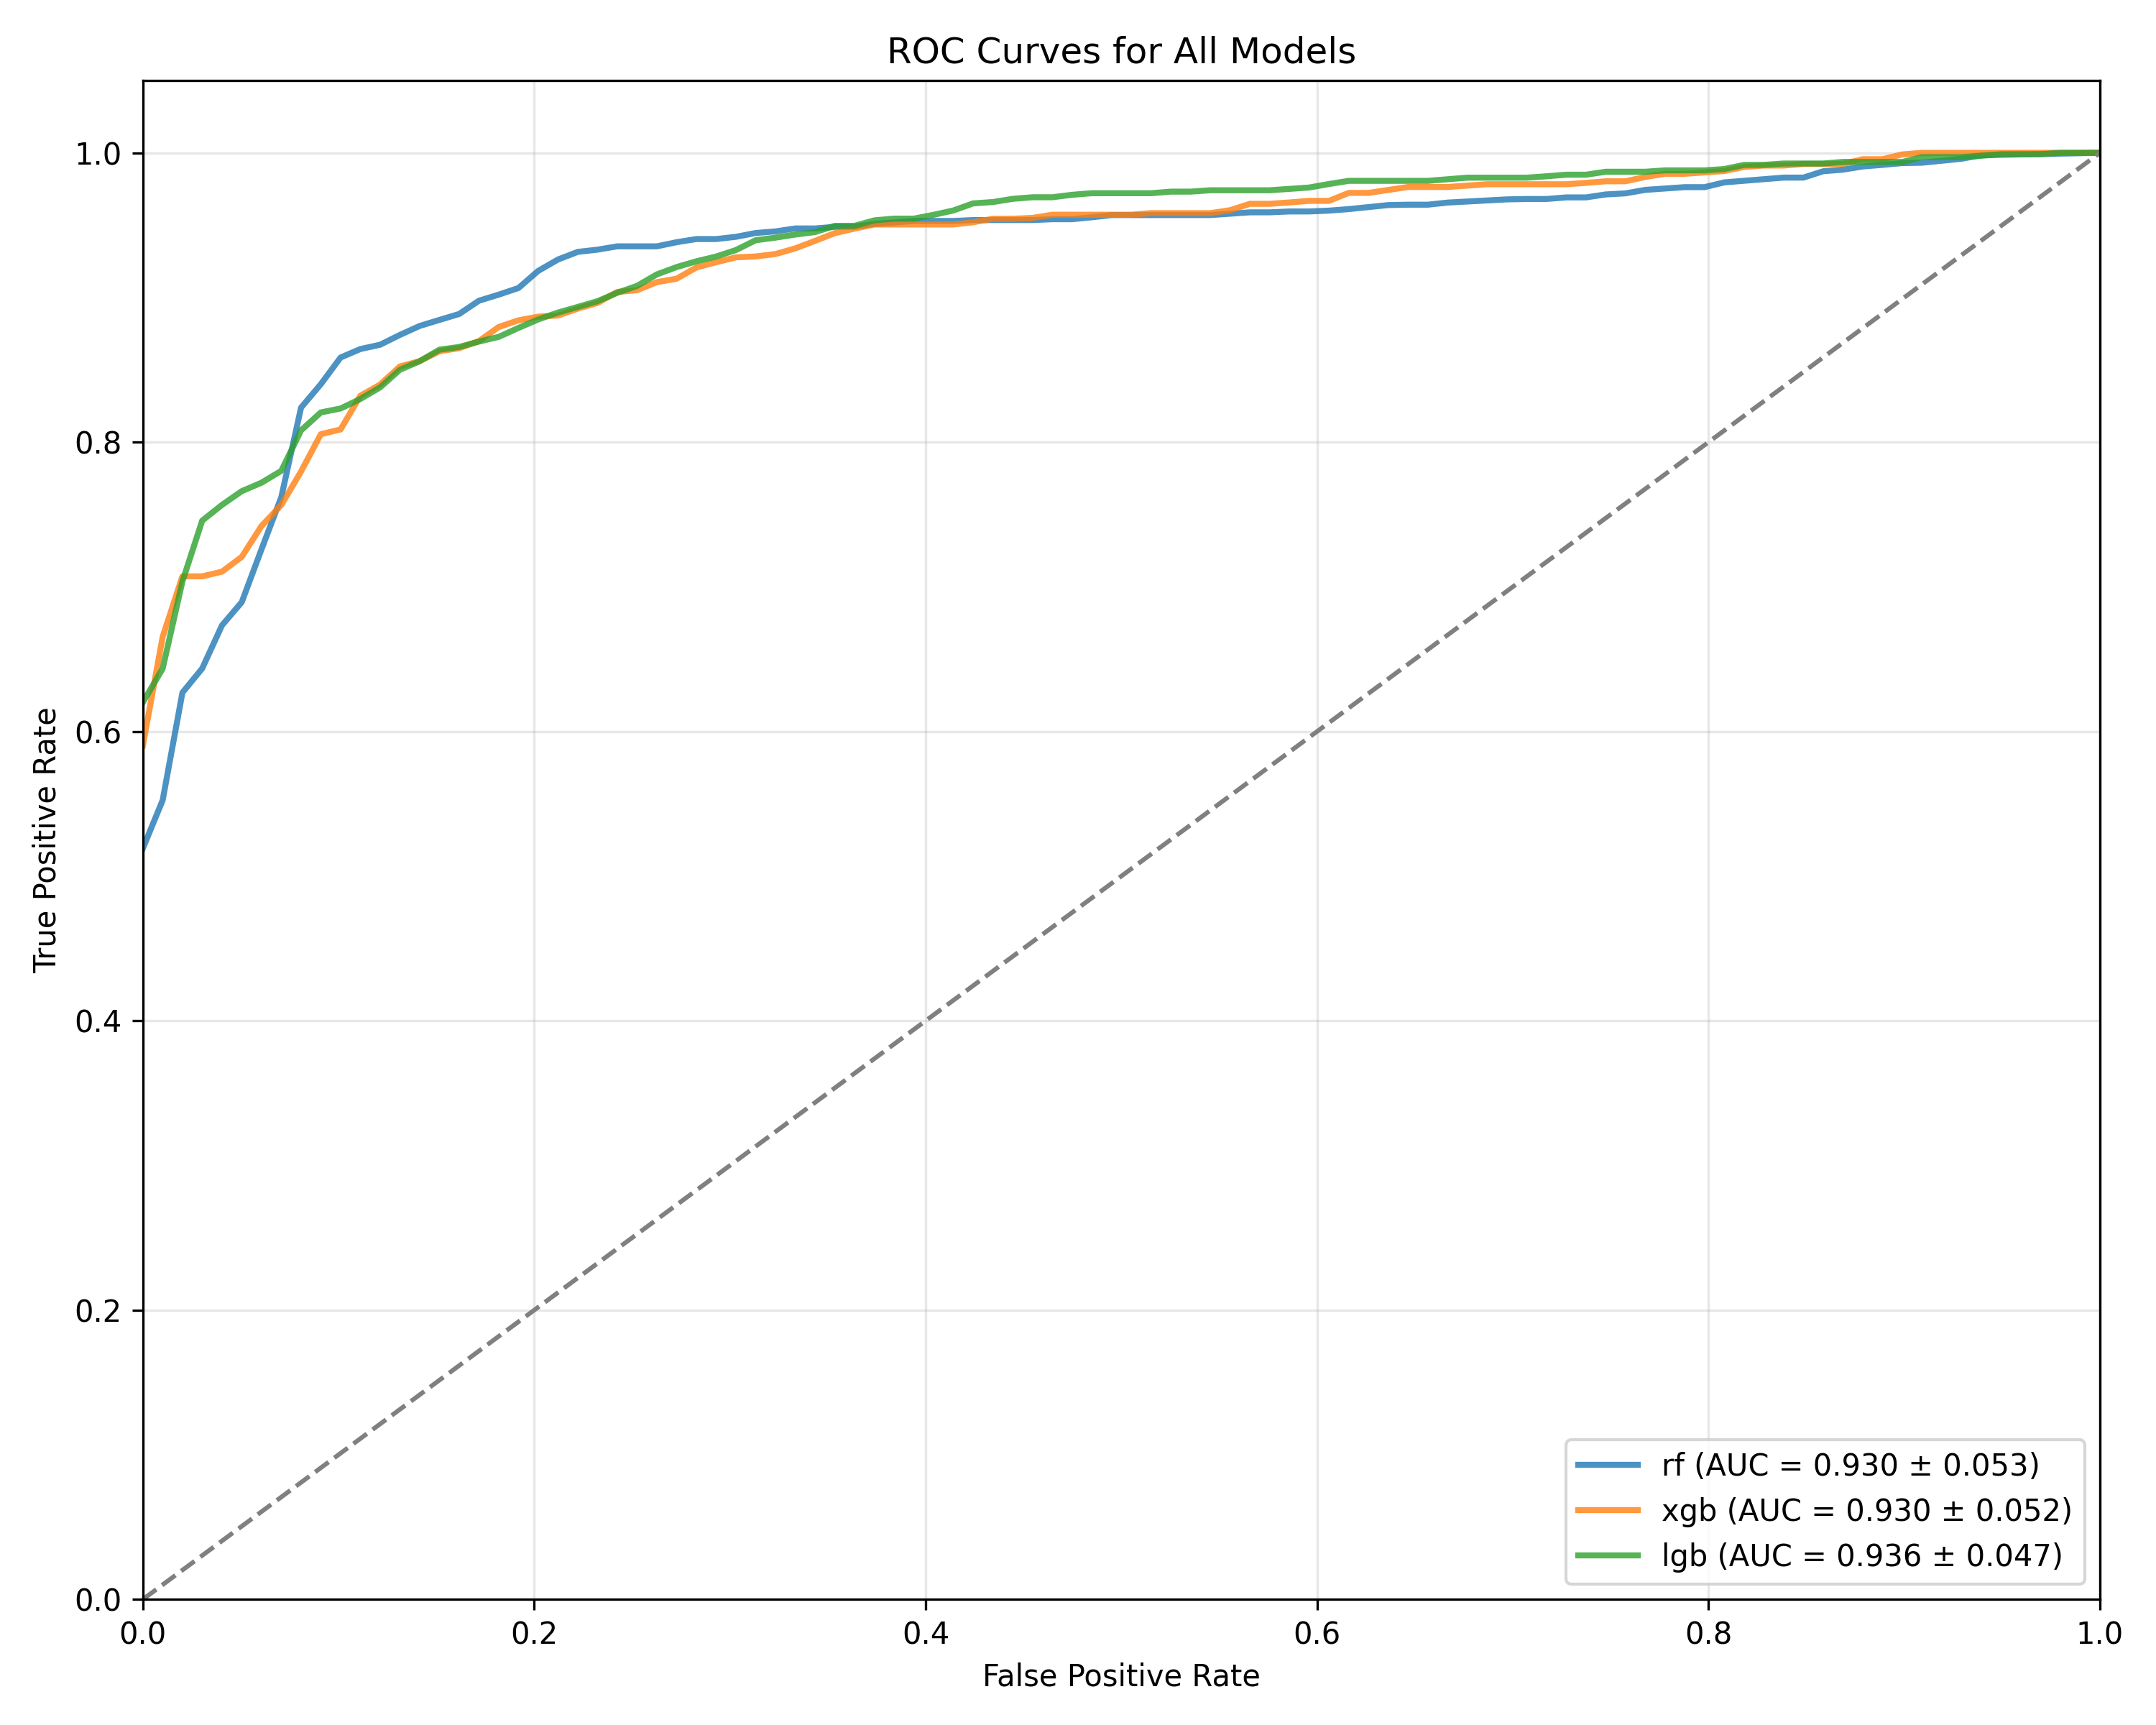 ROC Curves for All Models
1.0
0.8
0.6
0.4
0.2
0.0
True Positive Rate
0.0 0.2 0.4 0.6 0.8 1.0
False Positive Rate
rf (AUC = 0.930 ± 0.053)
xgb (AUC = 0.930 ± 0.052)
lgb (AUC = 0.936 ± 0.047)